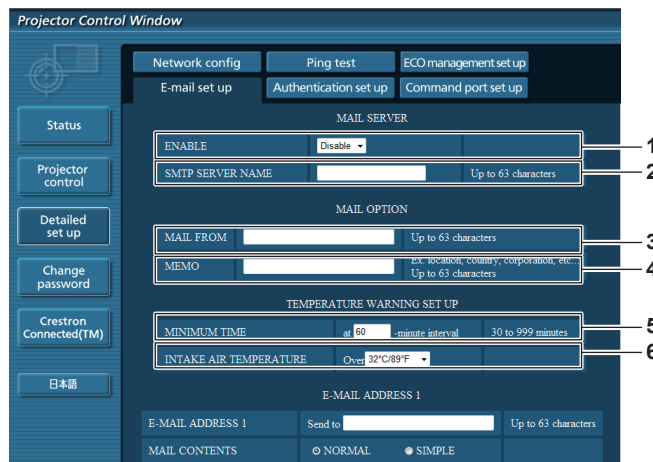 Projector Control Window
Network config
Ping test
ECO management set up
E-mail set up
Authentication set up
Command port set up
Status
Projector control
Detailed set up
Change password
Crestron Connected(TM)
日本語
MAIL SERVER
ENABLE Disable 1
SMTP SERVER NAME Up to 63 characters 2
MAIL OPTION
MAIL FROM Up to 63 characters 3
MEMO Ex. location, country, corporation, etc... 4
Up to 63 characters
TEMPERATURE WARNING SET UP
MINIMUM TIME at 60 -minute interval 30 to 999 minutes 5
INTAKE AIR TEMPERATURE Over 32°C/89°F 6
E-MAIL ADDRESS 1
E-MAIL ADDRESS 1 Send to Up to 63 characters
MAIL CONTENTS NORMAL SIMPLE